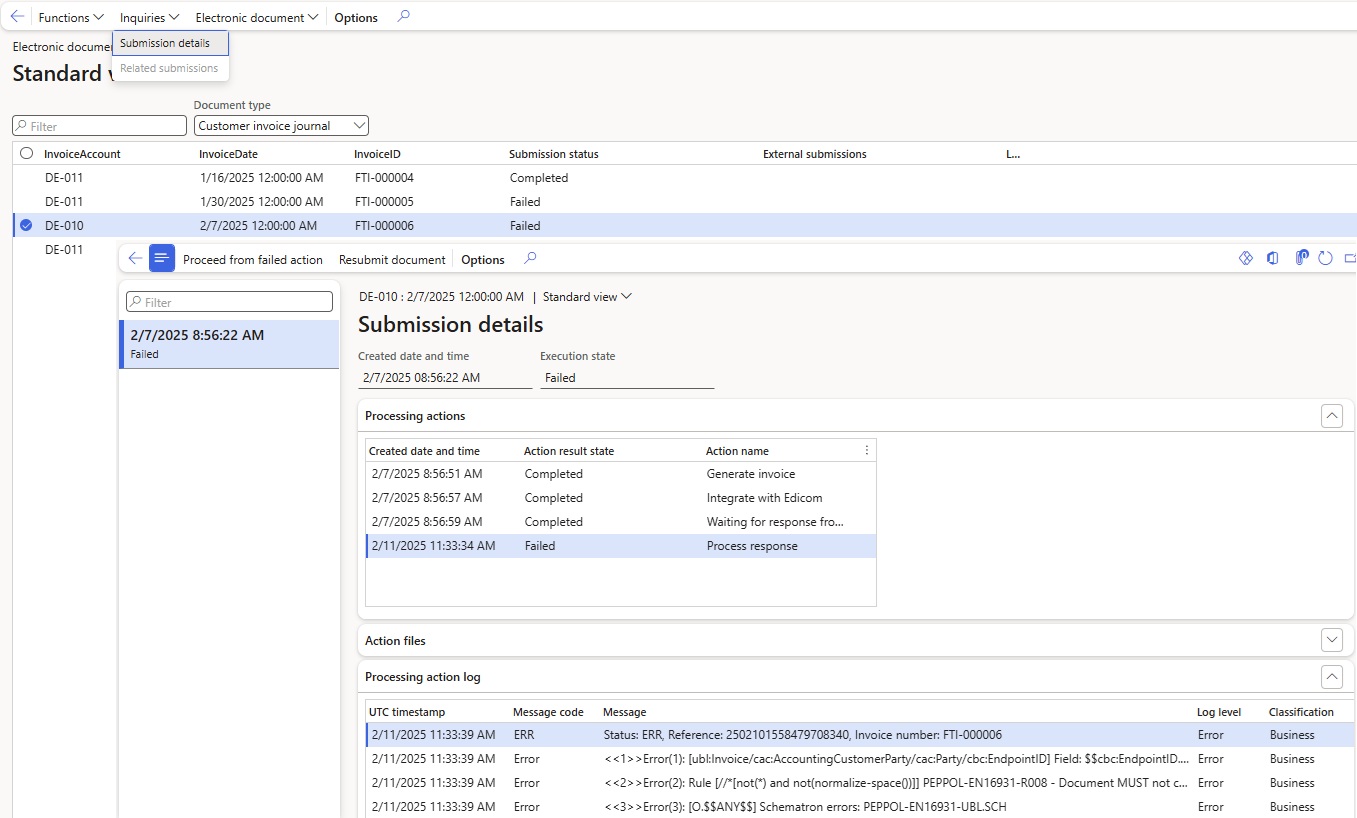 Functions Inquiries Electronic document Options
Submission details
Related submissions
Electronic documen
Standard v
Document type
Filter Customer invoice journal
InvoiceAccount InvoiceDate InvoiceID Submission status External submissions L...
DE-011 1/16/2025 12:00:00 AM FTI-000004 Completed
DE-011 1/30/2025 12:00:00 AM FTI-000005 Failed
DE-010 2/7/2025 12:00:00 AM FTI-000006 Failed
DE-011
Proceed from failed action Resubmit document Options 0
Filter
2/7/2025 8:56:22 AM
Failed
DE-010 : 2/7/2025 12:00:00 AM | Standard view
Submission details
Created date and time Execution state
2/7/2025 08:56:22 AM Failed
Processing actions
Created date and time Action result state Action name
2/7/2025 8:56:51 AM Completed Generate invoice
2/7/2025 8:56:57 AM Completed Integrate with Edicom
2/7/2025 8:56:59 AM Completed Waiting for response fro...
2/11/2025 11:33:34 AM Failed Process response
Action files
Processing action log
UTC timestamp Message code Message Log level Classification
2/11/2025 11:33:39 AM ERR Status: ERR, Reference: 2502101558479708340, Invoice number: FTI-000006 Error Business
2/11/2025 11:33:39 AM Error <<1>>Error(1): [ubl:Invoice/cac:AccountingCustomerParty/cac:Party/cbc:EndpointID] Field: $$cbc:EndpointID.... Error Business
2/11/2025 11:33:39 AM Error <<2>>Error(2): Rule [//*[not(*) and not(normalize-space())]] PEPPOL-EN16931-R008 - Document MUST not c... Error Business
2/11/2025 11:33:39 AM Error <<3>>Error(3): [O.$$ANY$$] Schematron errors: PEPPOL-EN16931-UBL.SCH Error Business